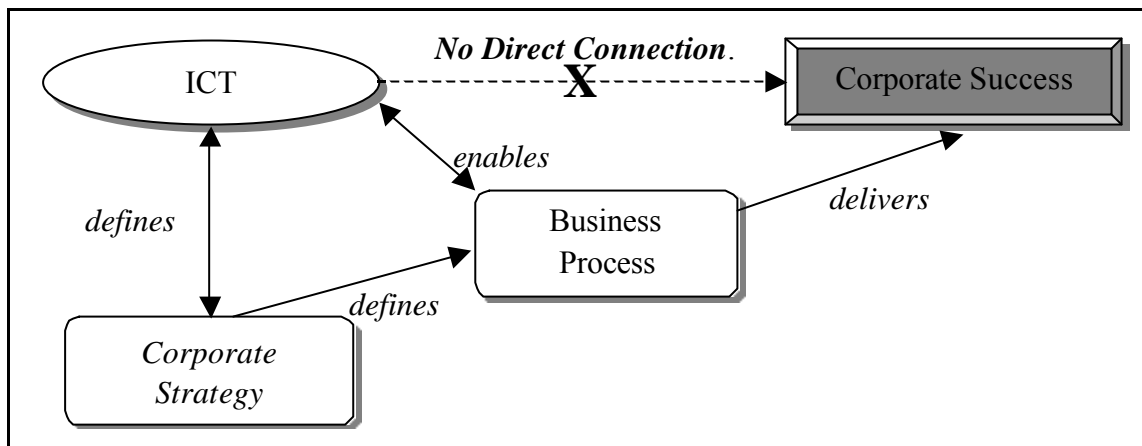 No Direct Connection.
ICT
X
Corporate Success
enables
defines
Business
Process
delivers
defines
Corporate
Strategy